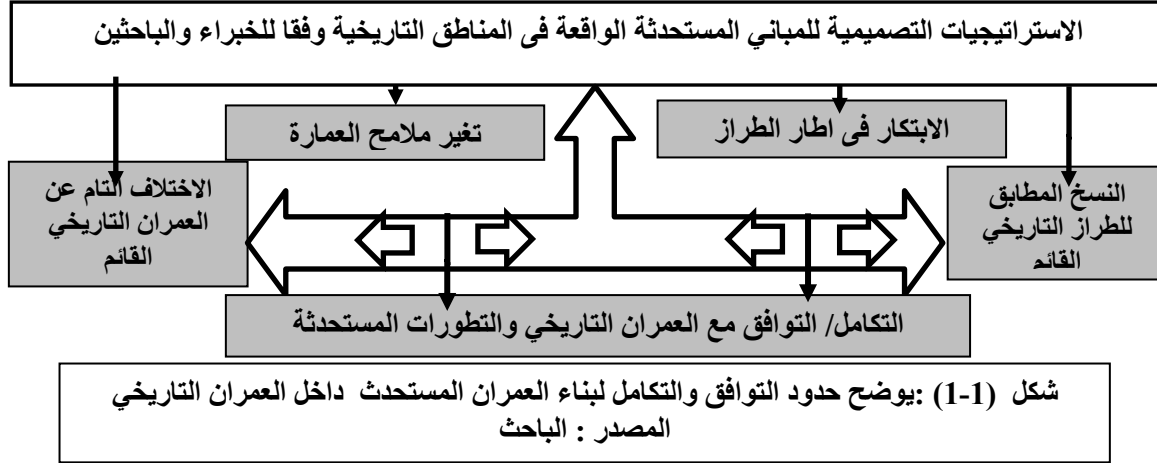 الاستراتيجيات التصميمية للمباني المستحدثة الواقعة فى المناطق التاريخية وفقا للخبراء والباحثين
الابتكار فى اطار الطراز
تغير ملامح العمارة
النسخ المطابق
للطراز التاريخي
القائم
الاختلاف التام عن
العمران التاريخي
القائم
التكامل/ التوافق مع العمران التاريخي والتطورات المستحدثة
شكل (1-1) :يوضح حدود التوافق والتكامل لبناء العمران المستحدث داخل العمران التاريخي
المصدر : الباحث